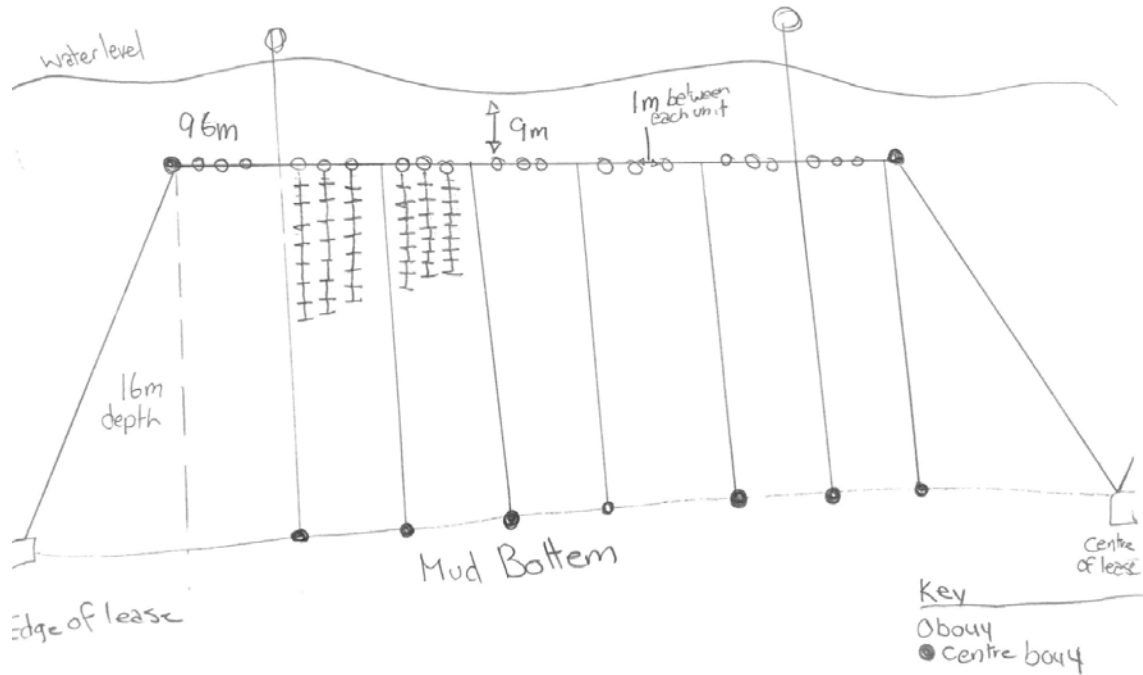 water level
96m
9m
1m between
each unit
16m
depth
Mud Bottem
Edge of lease
Centre
of lease
Key
O bouy
● Centre bouy